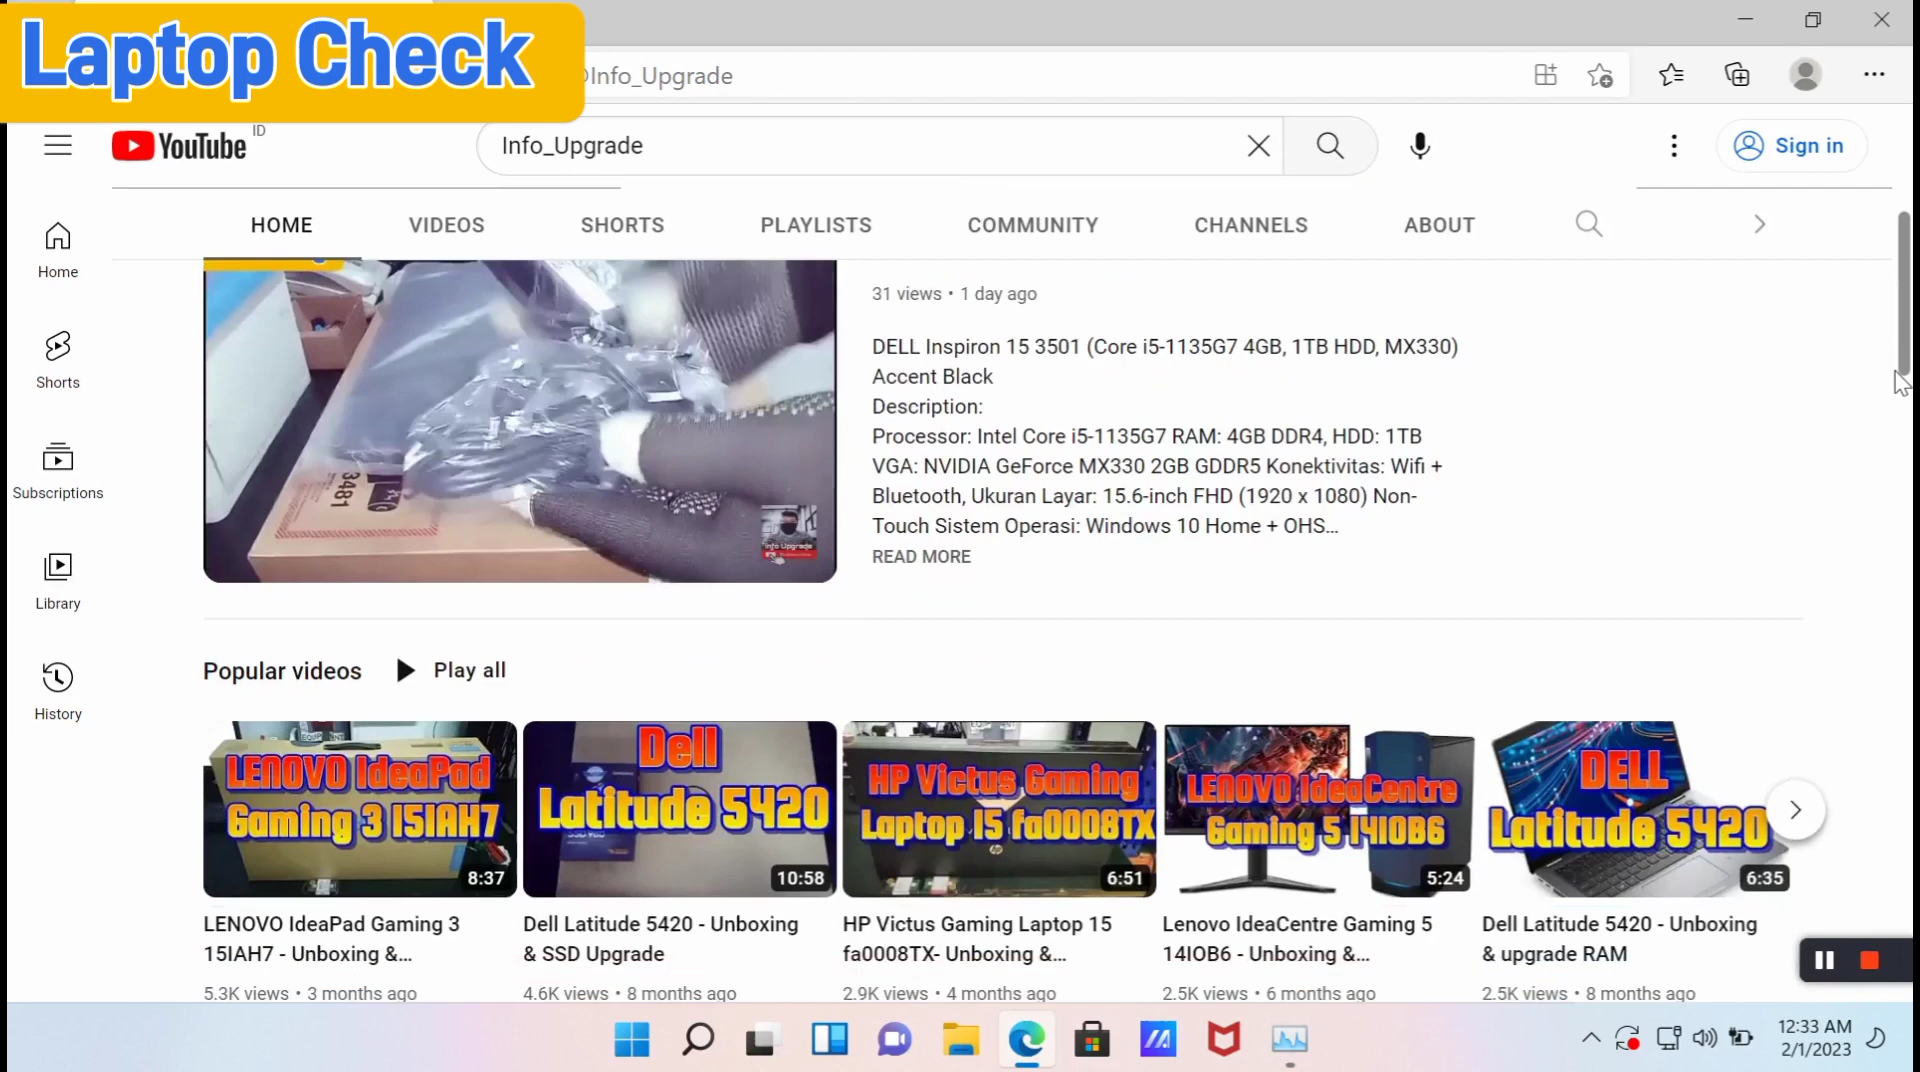 Laptop Check
Info_Upgrade
YouTube
ID
Info_Upgrade
Sign in
HOME
VIDEOS
SHORTS
PLAYLISTS
COMMUNITY
CHANNELS
ABOUT
Home
Shorts
Subscriptions
Library
History
31 views • 1 day ago
DELL Inspiron 15 3501 (Core i5-1135G7 4GB, 1TB HDD, MX330)
Accent Black
Description:
Processor: Intel Core i5-1135G7 RAM: 4GB DDR4, HDD: 1TB
VGA: NVIDIA GeForce MX330 2GB GDDR5 Konektivitas: Wifi +
Bluetooth, Ukuran Layar: 15.6-inch FHD (1920 x 1080) Non-
Touch Sistem Operasi: Windows 10 Home + OHS...
READ MORE
348-1
Info Upgrade
Popular videos
Play all
LENOVO IdeaPad
Gaming 3 15IAH7
8:37
Dell
Latitude 5420
10:58
HP Victus Gaming
Laptop 15 fa0008TX
6:51
LENOVO IdeaCentre
Gaming 5 14IOB6
5:24
DELL
Latitude 5420
6:35
LENOVO IdeaPad Gaming 3
15IAH7 - Unboxing &...
5.3K views • 3 months ago
Dell Latitude 5420 - Unboxing
& SSD Upgrade
4.6K views • 8 months ago
HP Victus Gaming Laptop 15
fa0008TX- Unboxing &...
2.9K views • 4 months ago
Lenovo IdeaCentre Gaming 5
14IOB6 - Unboxing &...
2.5K views • 6 months ago
Dell Latitude 5420 - Unboxing
& upgrade RAM
2.5K views • 8 months ago
12:33 AM
2/1/2023